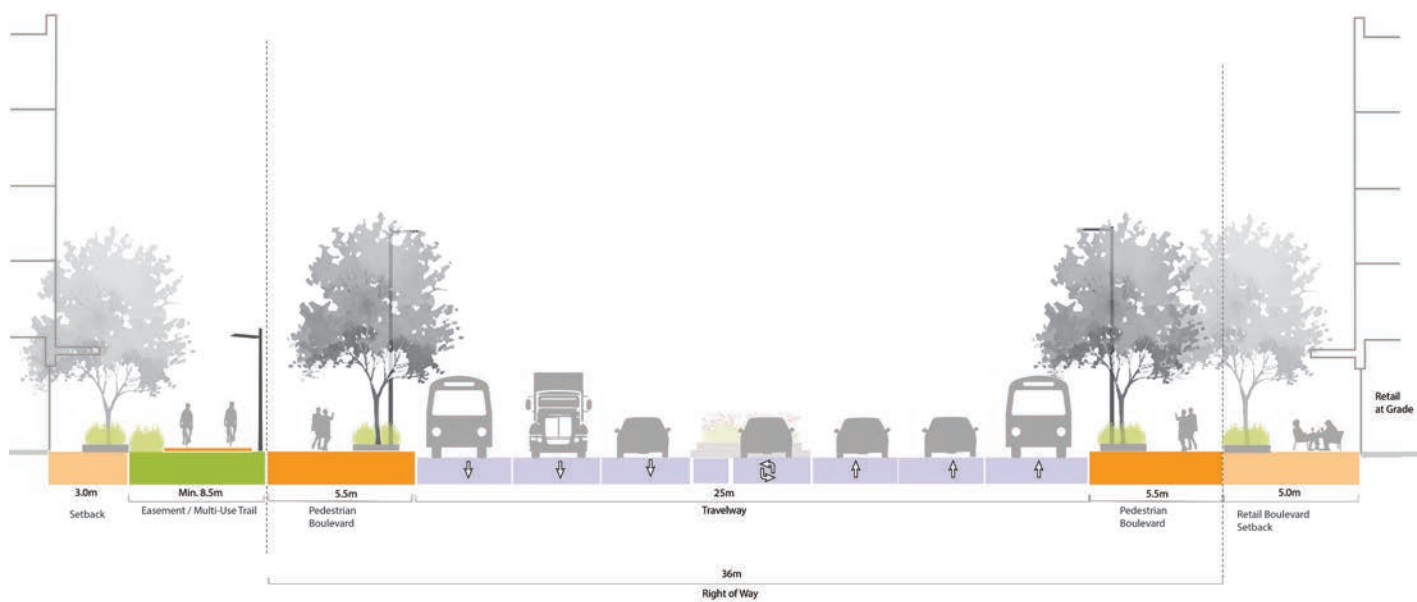 Retail
at Grade
3.0m
Setback
Min. 8.5m
Easement / Multi-Use Trail
5.5m
Pedestrian
Boulevard
25m
Travelway
5.5m
Pedestrian
Boulevard
5.0m
Retail Boulevard
Setback
36m
Right of Way